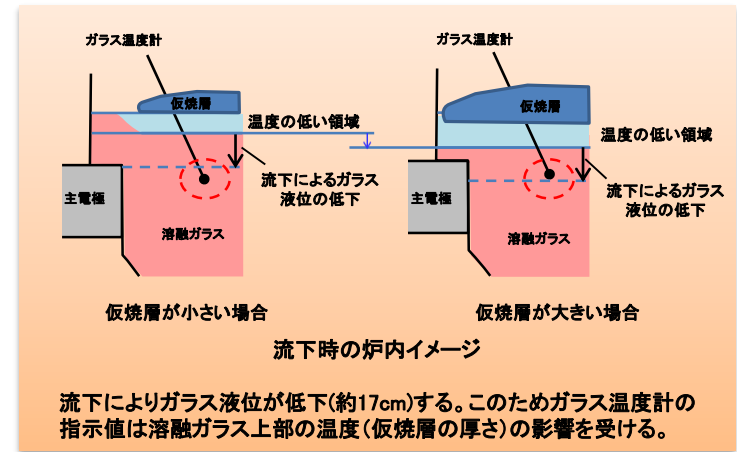 ガラス温度計
仮焼層
温度の低い領域
流下によるガラス
液位の低下
主電極
溶融ガラス
仮焼層が小さい場合
ガラス温度計
仮焼層
温度の低い領域
流下によるガラス
液位の低下
主電極
溶融ガラス
仮焼層が大きい場合
流下時の炉内イメージ
流下によりガラス液位が低下(約17cm)する。このためガラス温度計の
指示値は溶融ガラス上部の温度(仮焼層の厚さ)の影響を受ける。